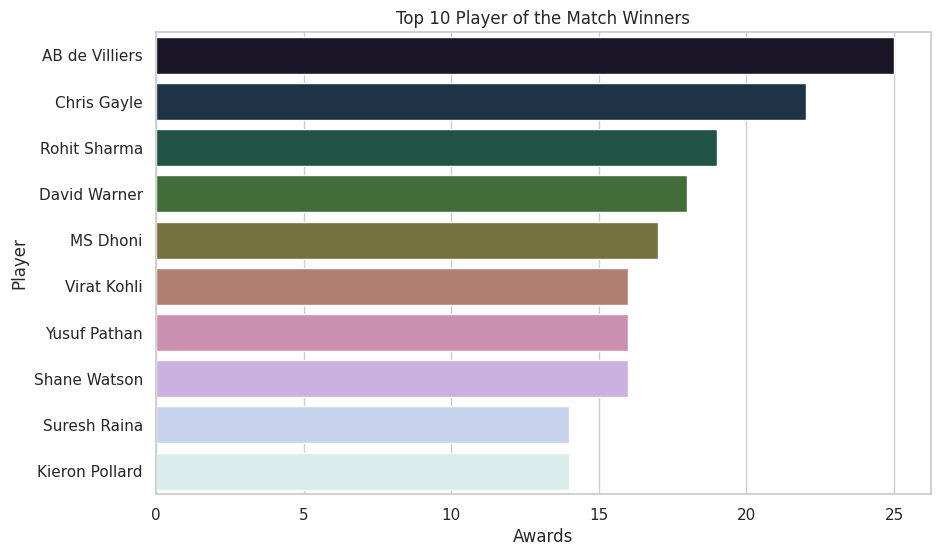 Top 10 Player of the Match Winners
Player
AB de Villiers
Chris Gayle
Rohit Sharma
David Warner
MS Dhoni
Virat Kohli
Yusuf Pathan
Shane Watson
Suresh Raina
Kieron Pollard
0 5 10 15 20 25
Awards